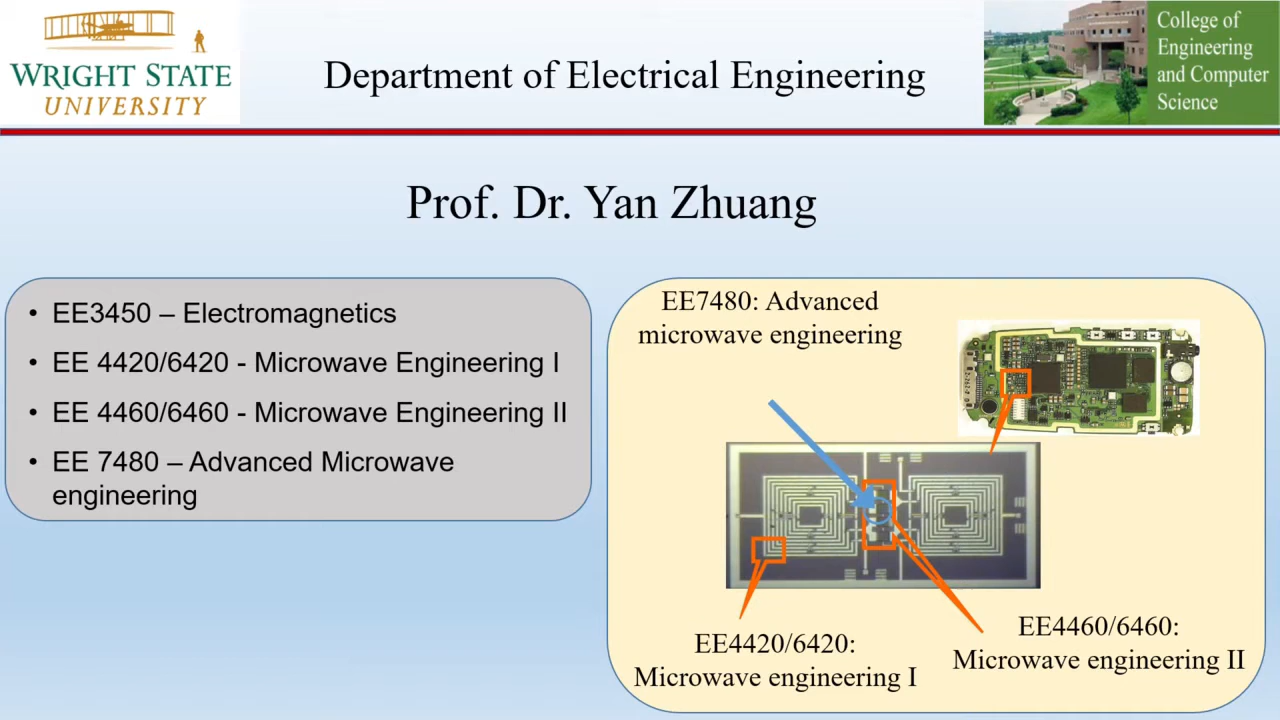 WRIGHT STATE
UNIVERSITY
Department of Electrical Engineering
College of
Engineering
and Computer
Science
Prof. Dr. Yan Zhuang
• EE3450 – Electromagnetics
• EE 4420/6420 - Microwave Engineering I
• EE 4460/6460 - Microwave Engineering II
• EE 7480 – Advanced Microwave
engineering
EE7480: Advanced
microwave engineering
EE4420/6420:
Microwave engineering I
EE4460/6460:
Microwave engineering II